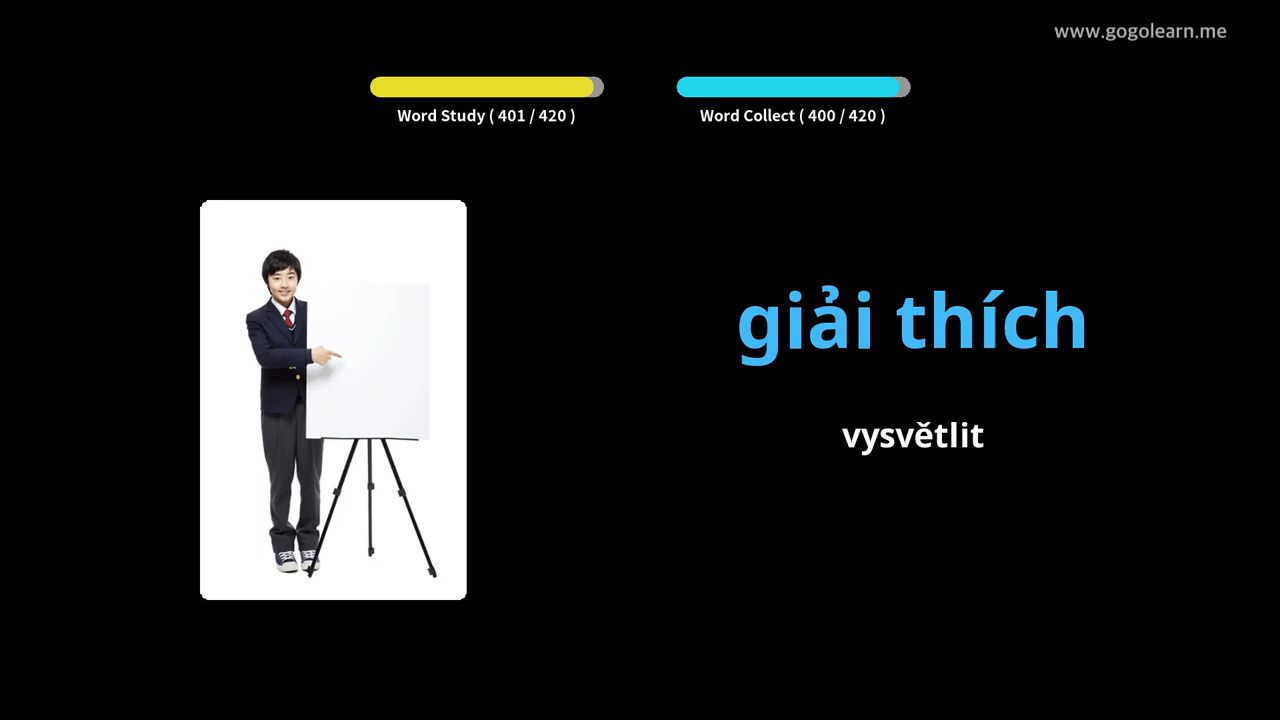 www.gogolearn.me
Word Study ( 401 / 420 )
Word Collect ( 400 / 420 )
giải thích
vysvětlit